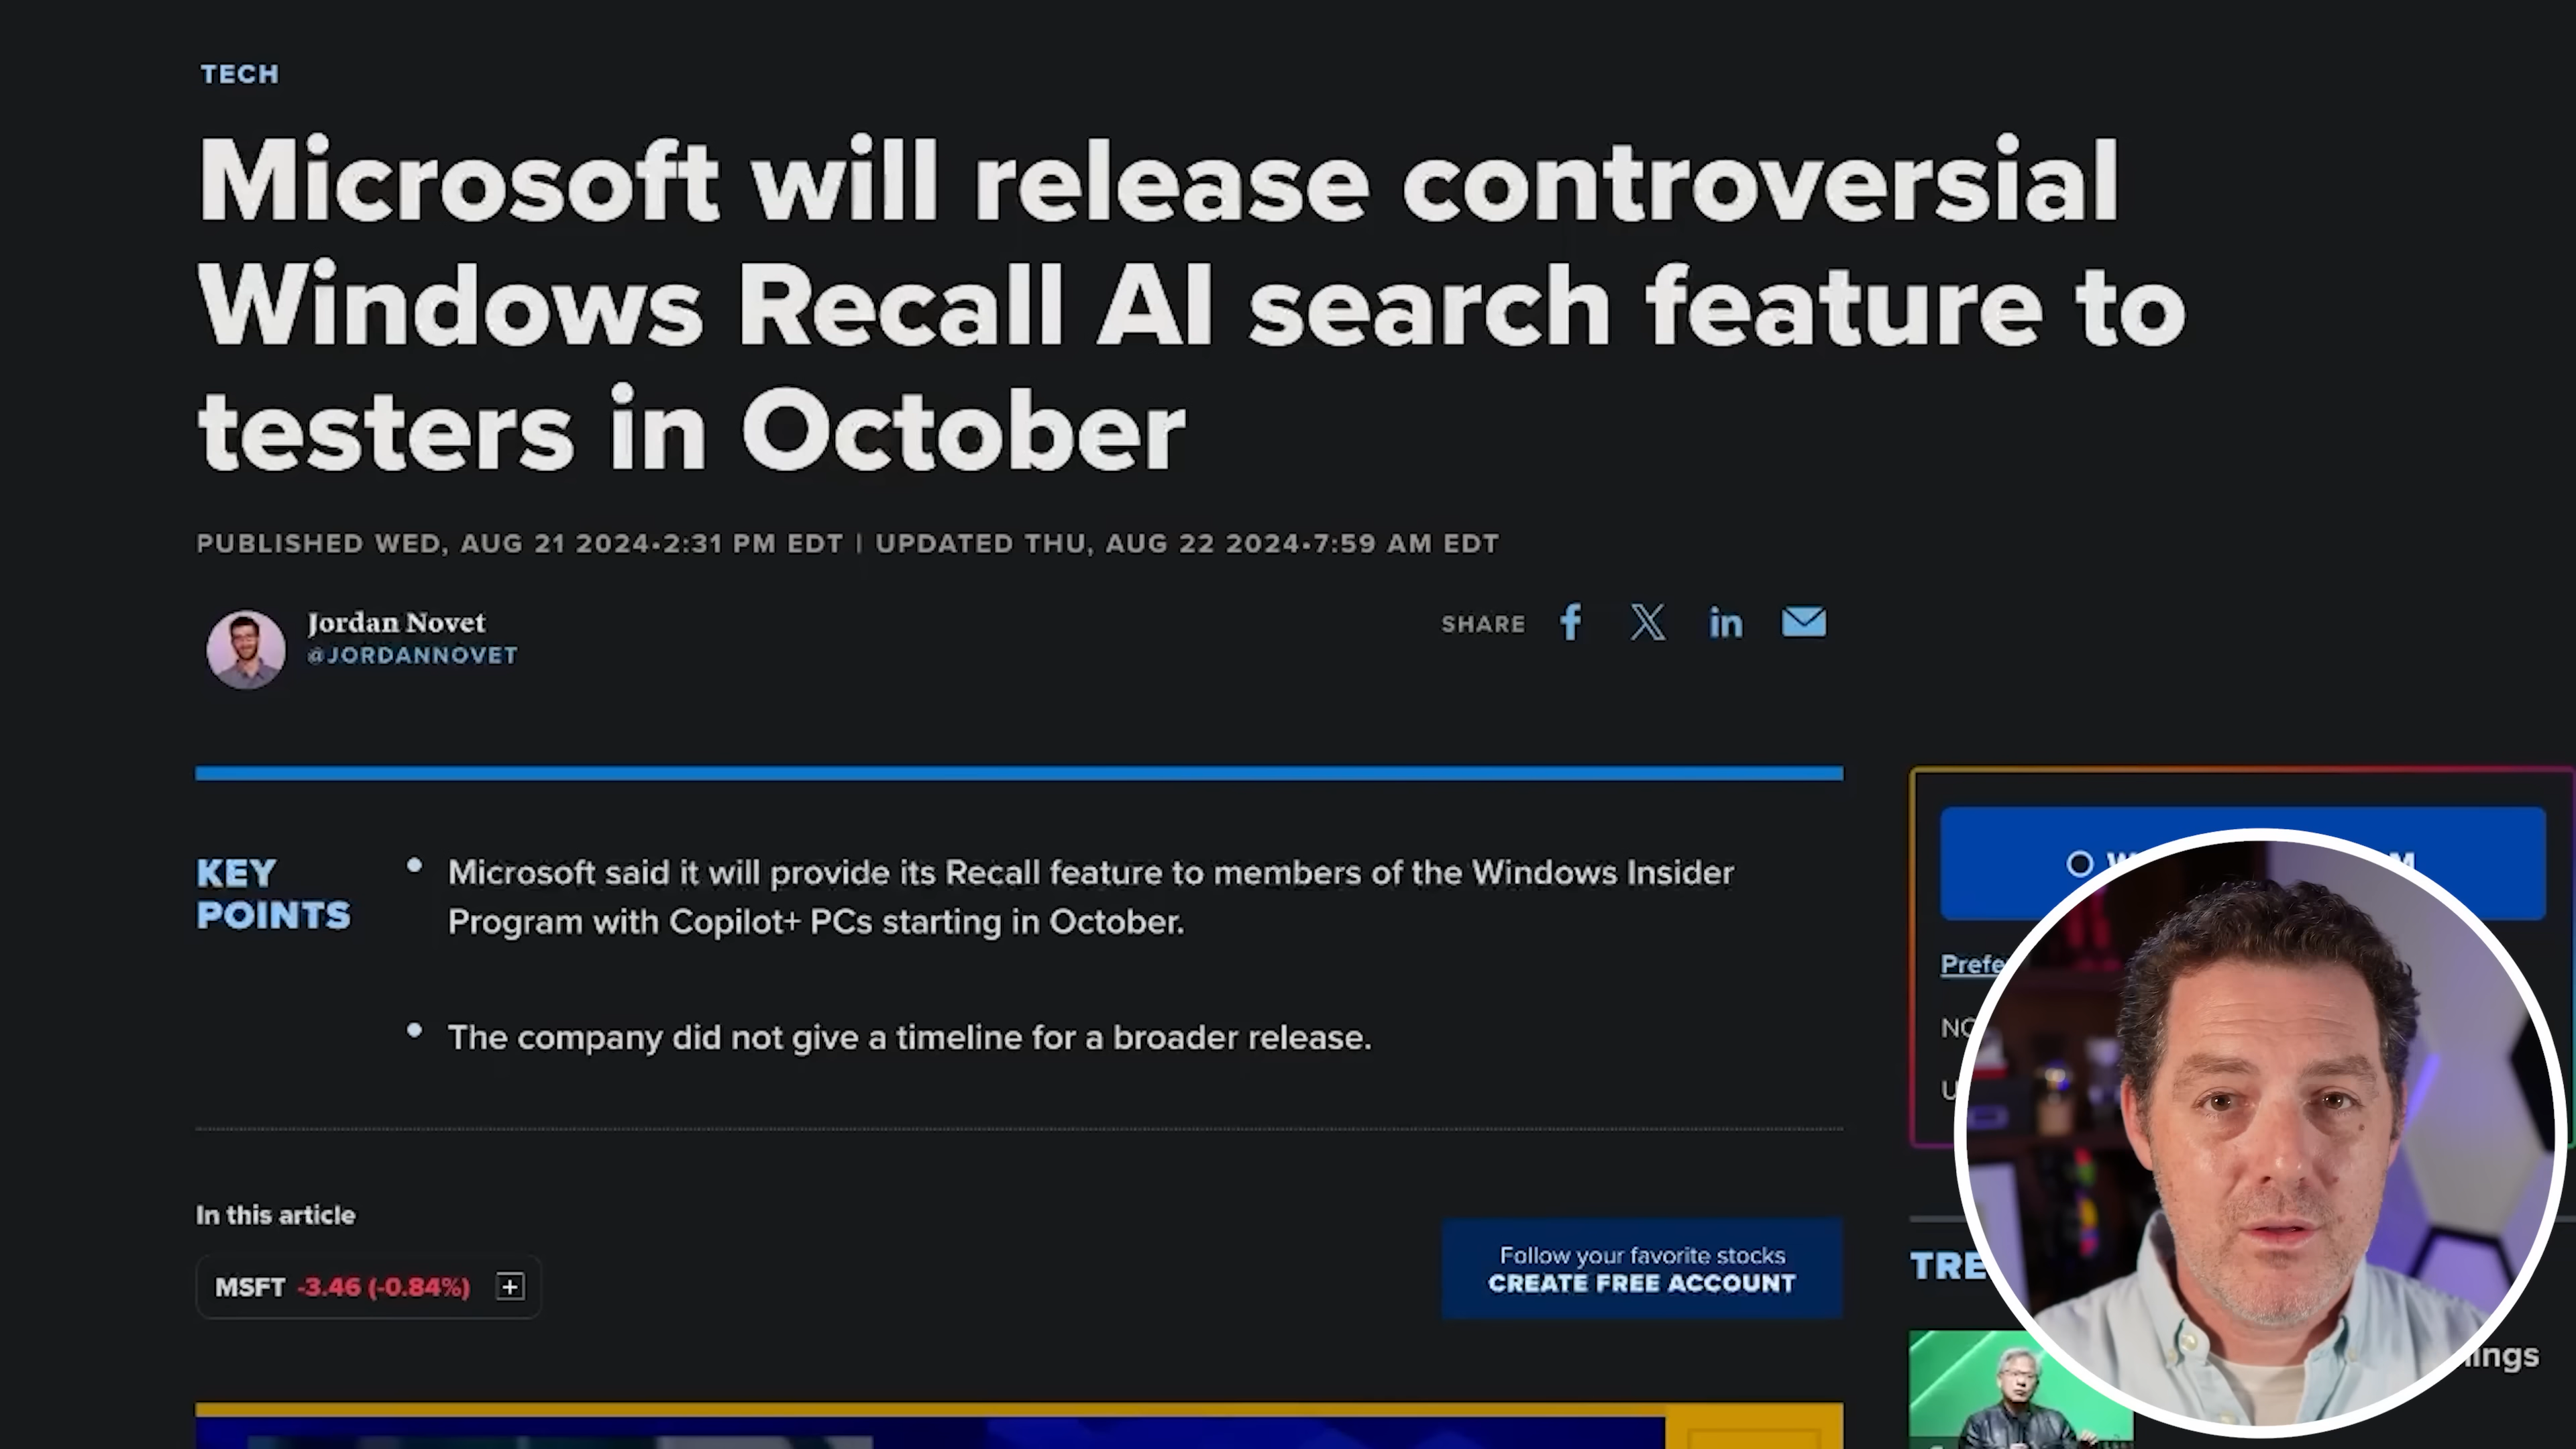 TECH
Microsoft will release controversial
Windows Recall AI search feature to
testers in October
PUBLISHED WED, AUG 21 2024•2:31 PM EDT | UPDATED THU, AUG 22 2024•7:59 AM EDT
Jordan Novet
@JORDANNOVET
SHARE
KEY
POINTS
• Microsoft said it will provide its Recall feature to members of the Windows Insider
Program with Copilot+ PCs starting in October.
• The company did not give a timeline for a broader release.
In this article
MSFT -3.46 (-0.84%)
Follow your favorite stocks
CREATE FREE ACCOUNT